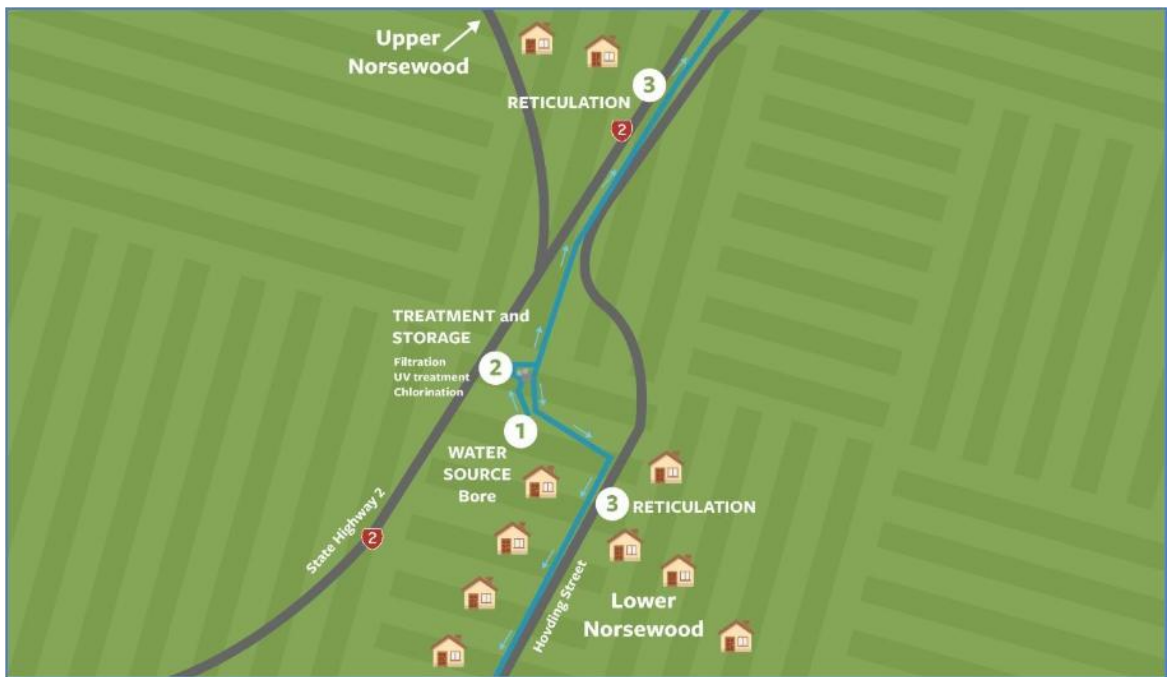 Upper
Norsewood
3
RETICULATION
2
TREATMENT and
STORAGE
2
Filtration
UV treatment
Chlorination
1
WATER
SOURCE
Bore
3
RETICULATION
State Highway 2
2
Hovding Street
Lower
Norsewood